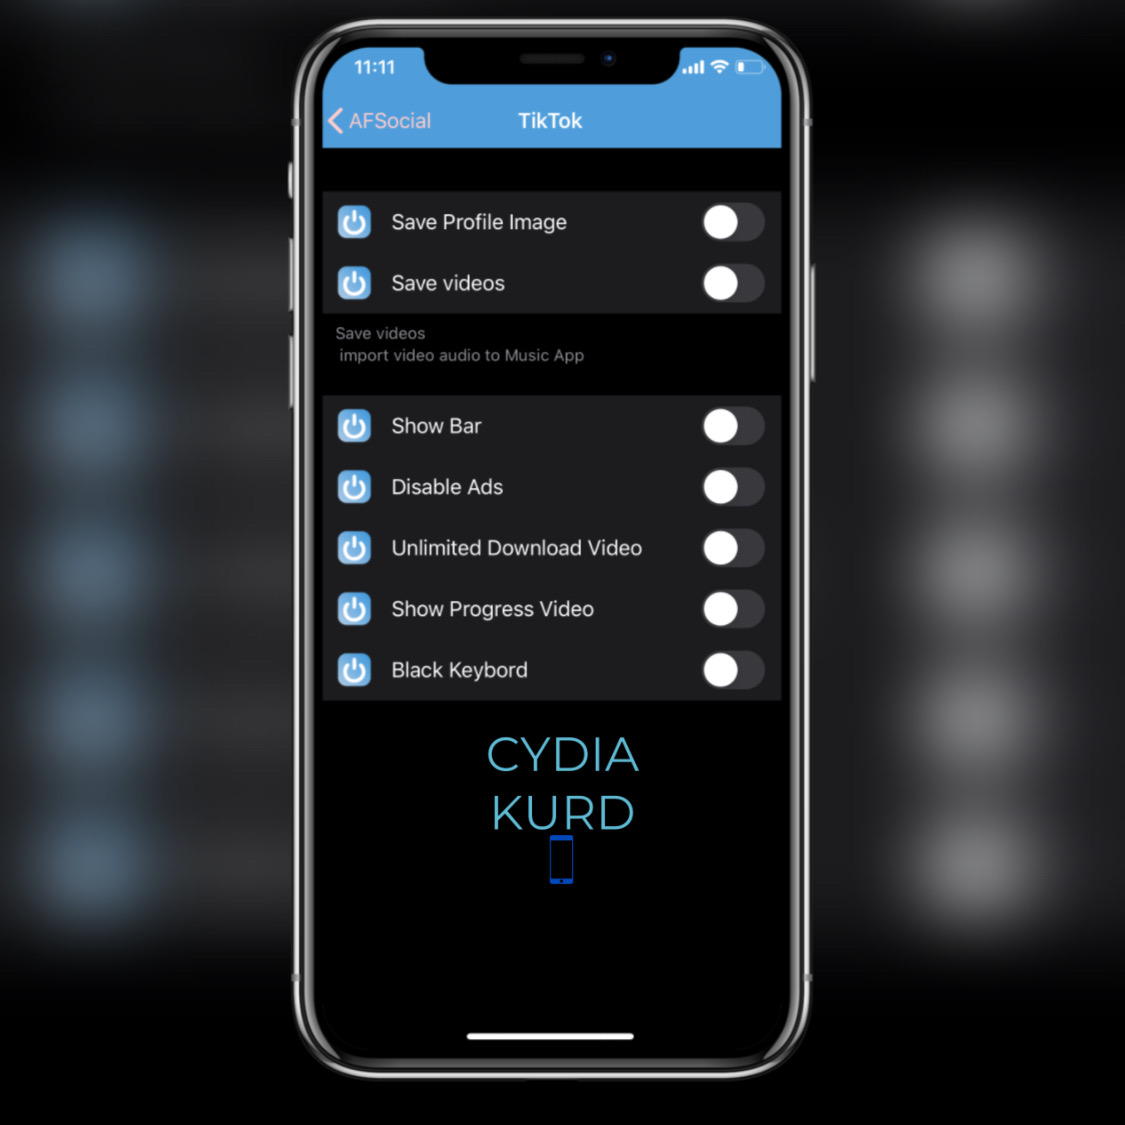 11:11
AFSocial
TikTok
Save Profile Image
Save videos
Save videos
import video audio to Music App
Show Bar
Disable Ads
Unlimited Download Video
Show Progress Video
Black Keybord
CYDIA
KURD